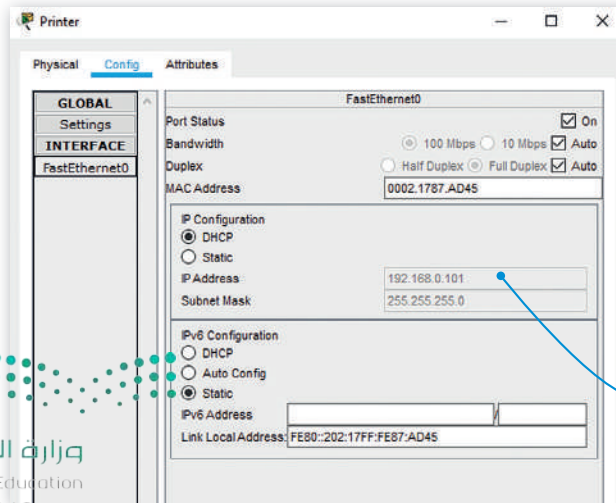 Printer
Physical Config Attributes
GLOBAL
Settings
INTERFACE
FastEthernet0
FastEthernet0
Port Status On
Bandwidth 100 Mbps 10 Mbps Auto
Duplex Half Duplex Full Duplex Auto
MAC Address 0002.1787.AD45
IP Configuration
DHCP
Static
IP Address 192.168.0.101
Subnet Mask 255.255.255.0
IPv6 Configuration
DHCP
Auto Config
Static
IPv6 Address /
Link Local Address: FE80::202:17FF:FE87:AD45
وزارة